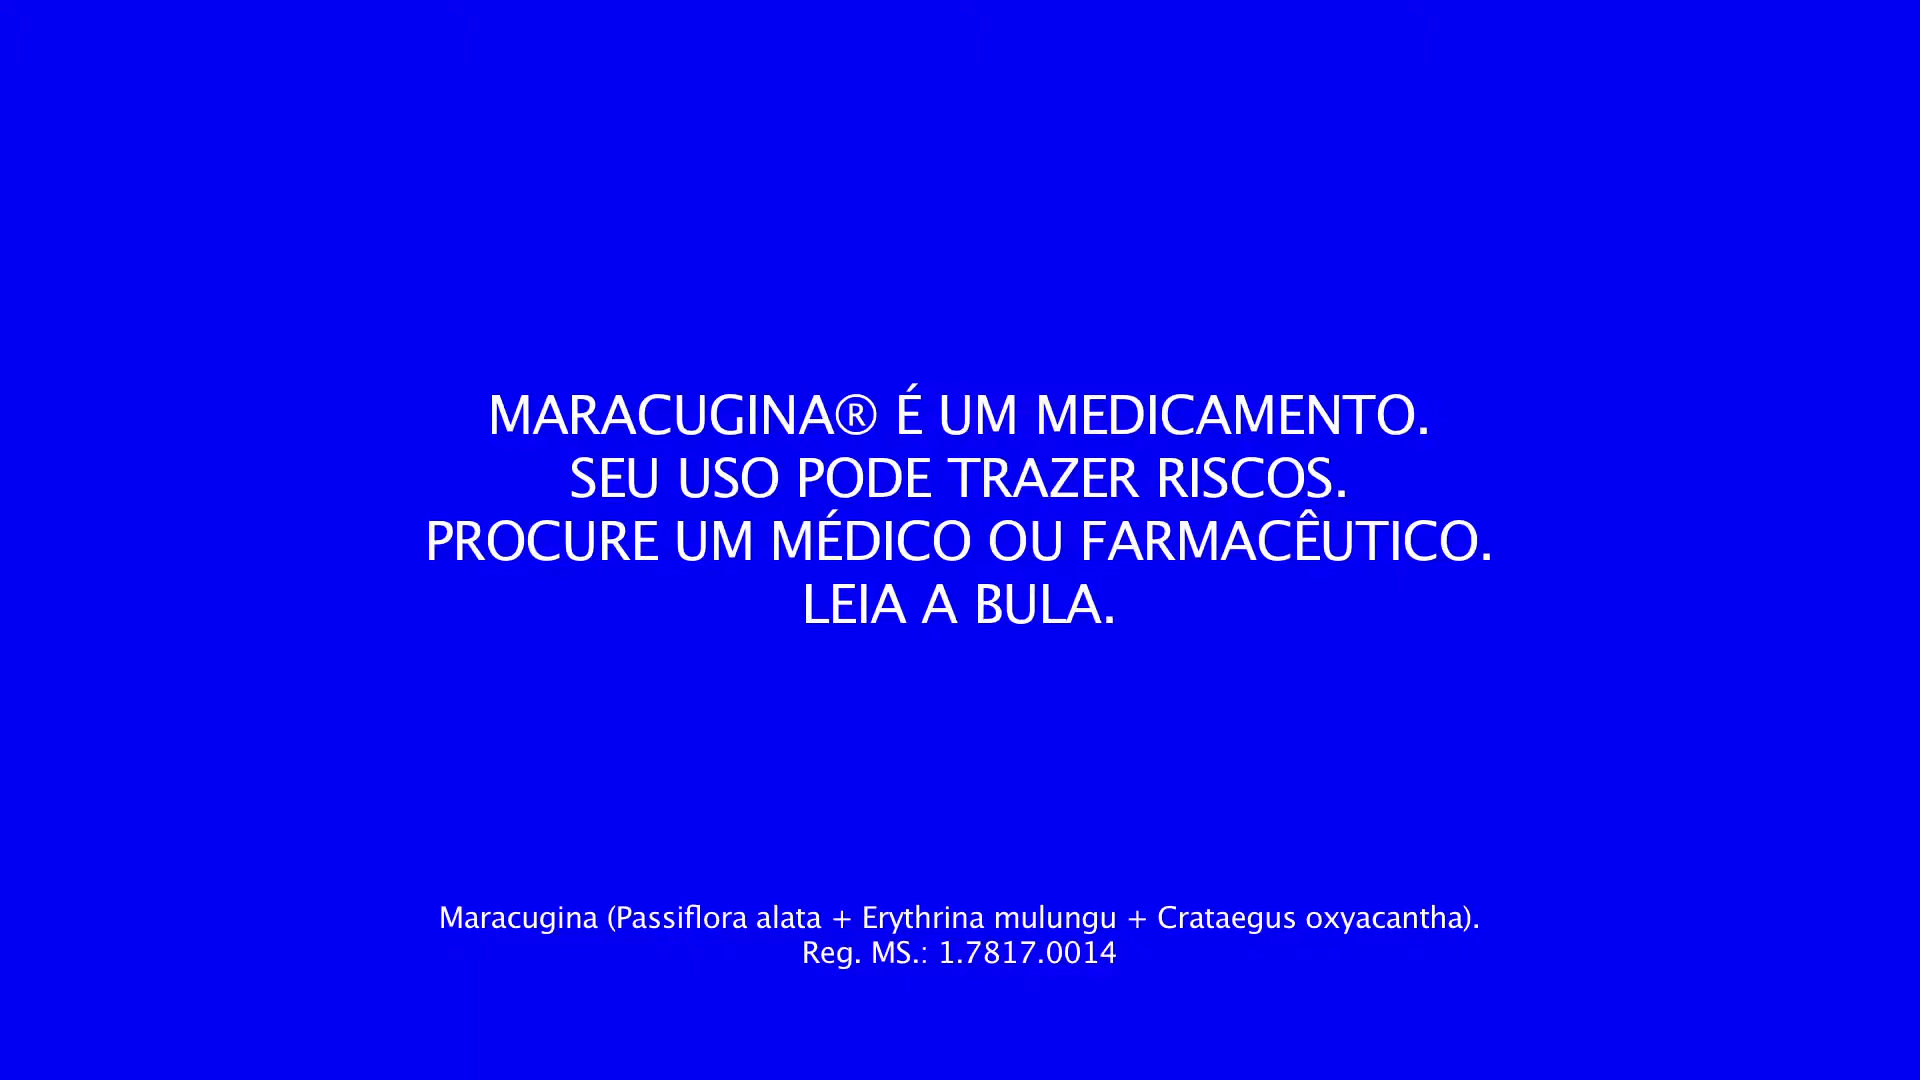 MARACUGINA® É UM MEDICAMENTO.
SEU USO PODE TRAZER RISCOS.
PROCURE UM MÉDICO OU FARMACÊUTICO.
LEIA A BULA.
Maracugina (Passiflora alata + Erythrina mulungu + Crataegus oxyacantha).
Reg. MS.: 1.7817.0014